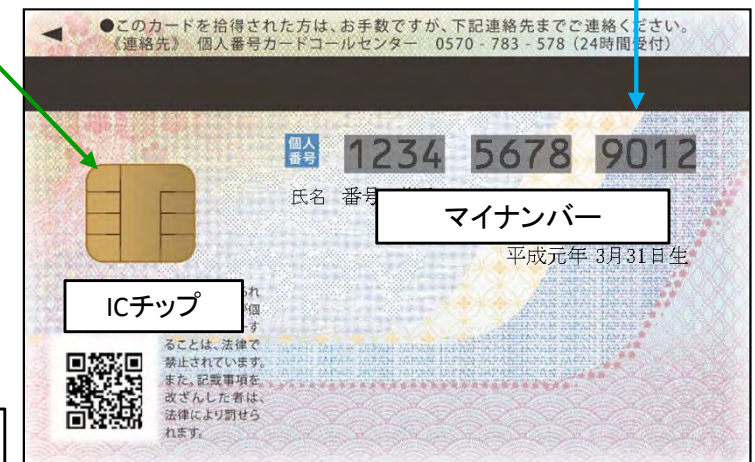 ●このカードを拾得された方は、お手数ですが、下記連絡先までご連絡ください。
《連絡先》 個人番号カードコールセンター 0570-783-578（24時間受付）
個人番号 1234 5678 9012
氏名 番号
マイナンバー
平成元年 3月31日生
ICチップ
られ
が個
す
ることは、法律で
禁止されています。
また、記載事項を
改ざんした者は、
法律により罰せら
れます。